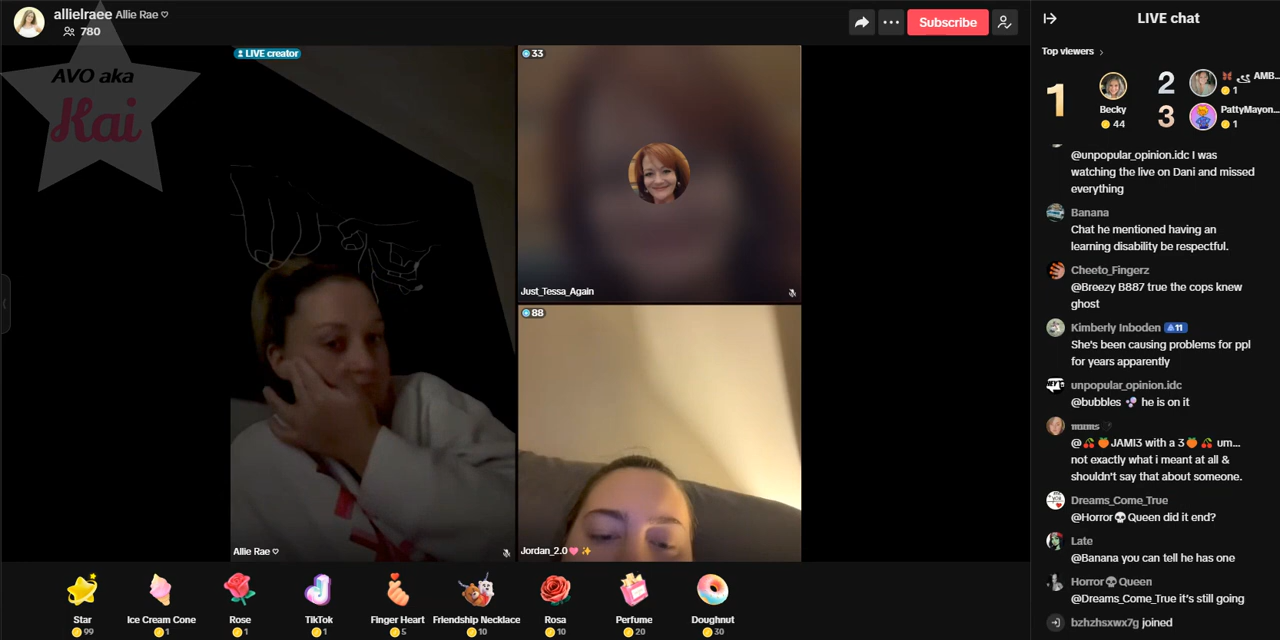 allielraee Allie Rae ♡
780
Subscribe
AVO aka
Kai
LIVE creator
33
Just_Tessa_Again
88
Allie Rae ♡
Jordan_2.0
Star
99
Ice Cream Cone
1
Rose
1
TikTok
1
Finger Heart
5
Friendship Necklace
10
Rosa
10
Perfume
20
Doughnut
30
LIVE chat
Top viewers >
1
Becky
44
2
AMB...
1
3
PattyMayon...
1
@unpopular_opinion.idc I was
watching the live on Dani and missed
everything
Banana
Chat he mentioned having an
learning disability be respectful.
Cheeto_Fingerz
@Breezy B887 true the cops knew
ghost
Kimberly Inboden 11
She's been causing problems for ppl
for years apparently
unpopular_opinion.idc
@bubbles he is on it
@🍒🍑JAMI3 with a 3🍑🍒 um...
not exactly what i meant at all &
shouldn't say that about someone.
Dreams_Come_True
@Horror💀Queen did it end?
Late
@Banana you can tell he has one
Horror💀Queen
@Dreams_Come_True it's still going
bzhzhsxwx7g joined